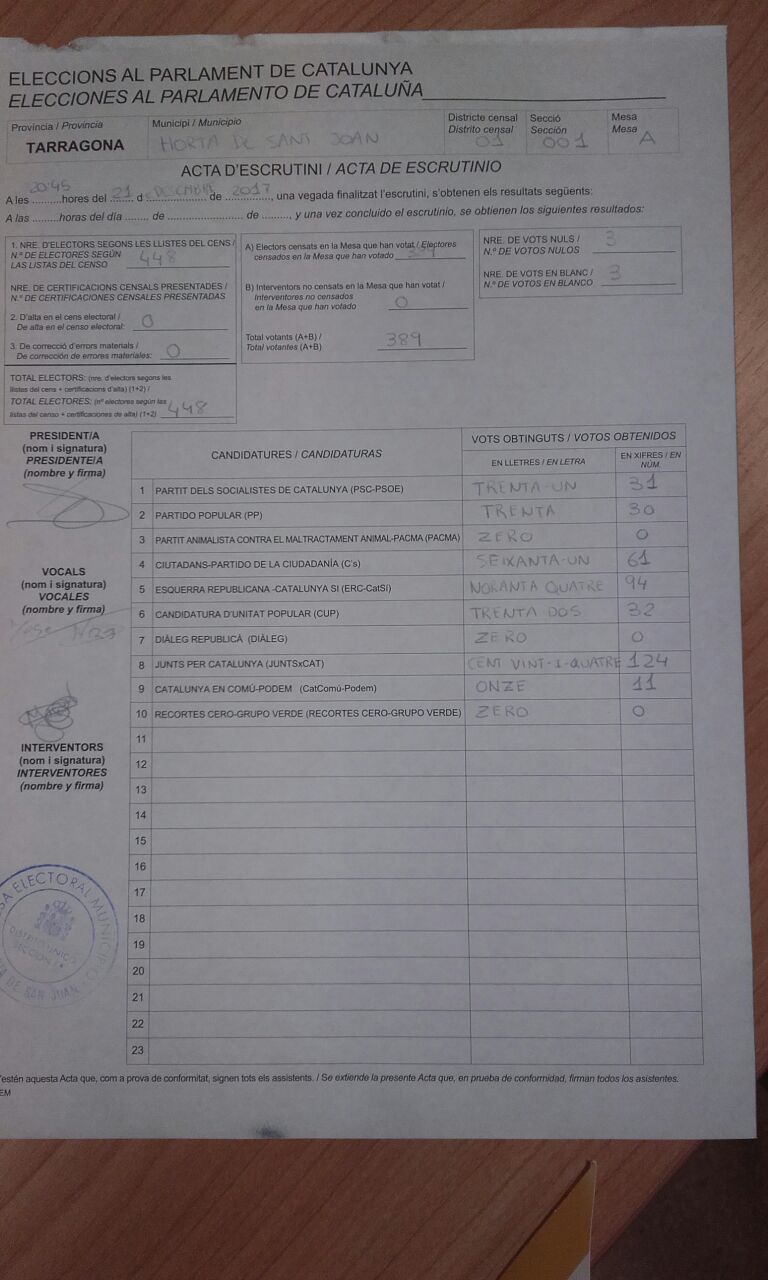 ELECCIONS AL PARLAMENT DE CATALUNYA
ELECCIONES AL PARLAMENTO DE CATALUÑA
Província / Provincia
TARRAGONA
Municipi / Municipio
HORTA DE SANT JOAN
Districte censal
Distrito censal
01
Secció
Sección
001
Mesa
Mesa
A
ACTA D'ESCRUTINI / ACTA DE ESCRUTINIO
A les 20:45 hores del 21 d DESEMBRE de 2017, una vegada finalitzat l'escrutini, s'obtenen els resultats següents:
A las .......... horas del día ....... de ....................... de ........., y una vez concluido el escrutinio, se obtienen los siguientes resultados:
1. NRE. D'ELECTORS SEGONS LES LLISTES DEL CENS /
N.º DE ELECTORES SEGÚN
LAS LISTAS DEL CENSO 448
NRE. DE CERTIFICACIONS CENSALS PRESENTADES /
N.º DE CERTIFICACIONES CENSALES PRESENTADAS
2. D'alta en el cens electoral /
De alta en el censo electoral: 0
3. De correcció d'errors materials /
De corrección de errores materiales: 0
TOTAL ELECTORS: (nre. d'electors segons les
llistes del cens + certificacions d'alta) (1+2) /
TOTAL ELECTORES: (nº electores según las
listas del censo + certificaciones de alta) (1+2) 448
A) Electors censats en la Mesa que han votat / Electores
censados en la Mesa que han votado
B) Interventors no censats en la Mesa que han votat /
Interventores no censados
en la Mesa que han votado 0
Total votants (A+B) /
Total votantes (A+B) 389
NRE. DE VOTS NULS /
N.º DE VOTOS NULOS 3
NRE. DE VOTS EN BLANC /
N.º DE VOTOS EN BLANCO 3
PRESIDENT/A
(nom i signatura)
PRESIDENTE/A
(nombre y firma)
VOCALS
(nom i signatura)
VOCALES
(nombre y firma)
INTERVENTORS
(nom i signatura)
INTERVENTORES
(nombre y firma)
CANDIDATURES / CANDIDATURAS
VOTS OBTINGUTS / VOTOS OBTENIDOS
EN LLETRES / EN LETRA
EN XIFRES / EN NÚM.
1 PARTIT DELS SOCIALISTES DE CATALUNYA (PSC-PSOE) TRENTA-UN 31
2 PARTIDO POPULAR (PP) TRENTA 30
3 PARTIT ANIMALISTA CONTRA EL MALTRACTAMENT ANIMAL-PACMA (PACMA) ZERO 0
4 CIUTADANS-PARTIDO DE LA CIUDADANÍA (C's) SEIXANTA-UN 61
5 ESQUERRA REPUBLICANA -CATALUNYA SÍ (ERC-CatSí) NORANTA QUATRE 94
6 CANDIDATURA D'UNITAT POPULAR (CUP) TRENTA DOS 32
7 DIÀLEG REPUBLICÀ (DIÀLEG) ZERO 0
8 JUNTS PER CATALUNYA (JUNTSxCAT) CENT VINT-I-QUATRE 124
9 CATALUNYA EN COMÚ-PODEM (CatComú-Podem) ONZE 11
10 RECORTES CERO-GRUPO VERDE (RECORTES CERO-GRUPO VERDE) ZERO 0
11
12
13
14
15
16
17
18
19
20
21
22
23
ELECTORAL MUNICIPAL
DISTRITO UNICO
SECCION
DE SAN JUAN
'estén aquesta Acta que, com a prova de conformitat, signen tots els assistents. / Se extiende la presente Acta que, en prueba de conformidad, firman todos los asistentes.
EM